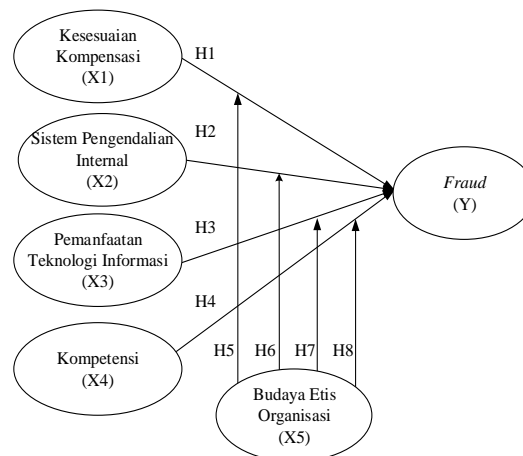 Kesesuaian
Kompensasi
(X1)
H1
Sistem Pengendalian
Internal
(X2)
H2
Fraud
(Y)
Pemanfaatan
Teknologi Informasi
(X3)
H3
Kompetensi
(X4)
H4
H5
H6
H7
H8
Budaya Etis
Organisasi
(X5)